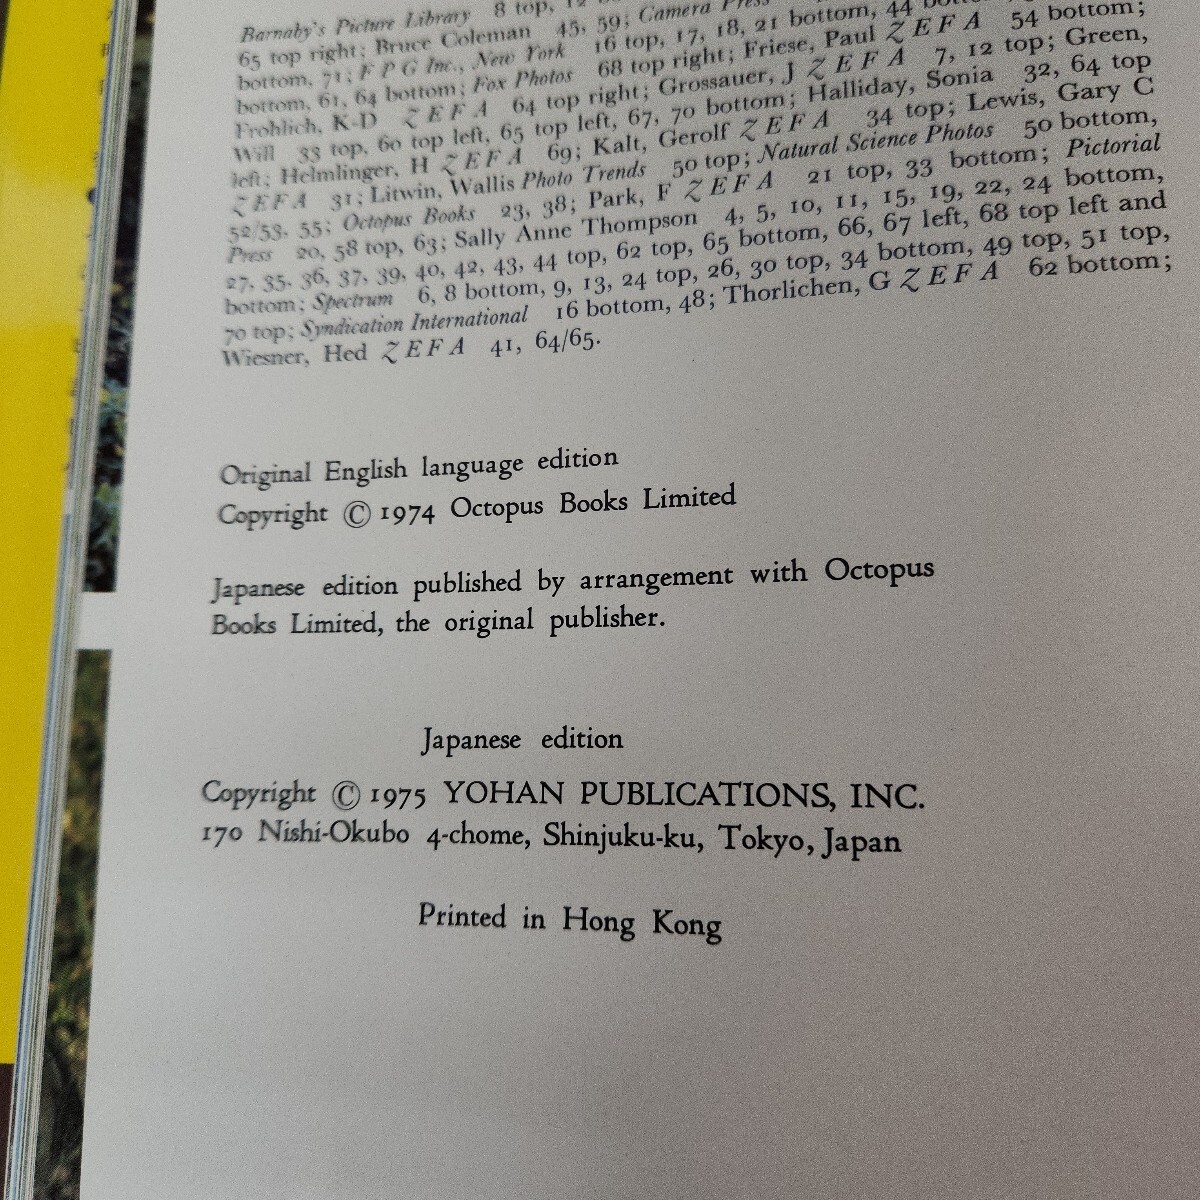 Barnaby's Picture Library 8 top, 12
65 top right; Bruce Coleman 45, 59; Camera Press
bottom, 71; F P G Inc., New York 16 top, 17, 18, 21 bottom, 44
bottom, 61, 64 bottom; Fox Photos 68 top right; Friese, Paul ZEFA 54 bottom;
Frohlich, K-D ZEFA 64 top right; Grossauer, J ZEFA 7, 12 top; Green,
Will 33 top, 60 top left, 65 top left, 67, 70 bottom; Halliday, Sonia 32, 64 top
left; Helmlinger, H ZEFA 69; Kalt, Gerolf ZEFA 34 top; Lewis, Gary C
ZEFA 31; Litwin, Wallis Photo Trends 50 top; Natural Science Photos 50 bottom,
52/53, 55; Octopus Books 23, 38; Park, F ZEFA 21 top, 33 bottom; Pictorial
Press 20, 58 top, 63; Sally Anne Thompson 4, 5, 10, 11, 15, 19, 22, 24 bottom,
27, 35, 36, 37, 39, 40, 42, 43, 44 top, 62 top, 65 bottom, 66, 67 left, 68 top left and
bottom; Spectrum 6, 8 bottom, 9, 13, 24 top, 26, 30 top, 34 bottom, 49 top, 51 top,
70 top; Syndication International 16 bottom, 48; Thorlichen, G ZEFA 62 bottom;
Wiesner, Hed ZEFA 41, 64/65.
Original English language edition
Copyright © 1974 Octopus Books Limited
Japanese edition published by arrangement with Octopus
Books Limited, the original publisher.
Japanese edition
Copyright © 1975 YOHAN PUBLICATIONS, INC.
170 Nishi-Okubo 4-chome, Shinjuku-ku, Tokyo, Japan
Printed in Hong Kong